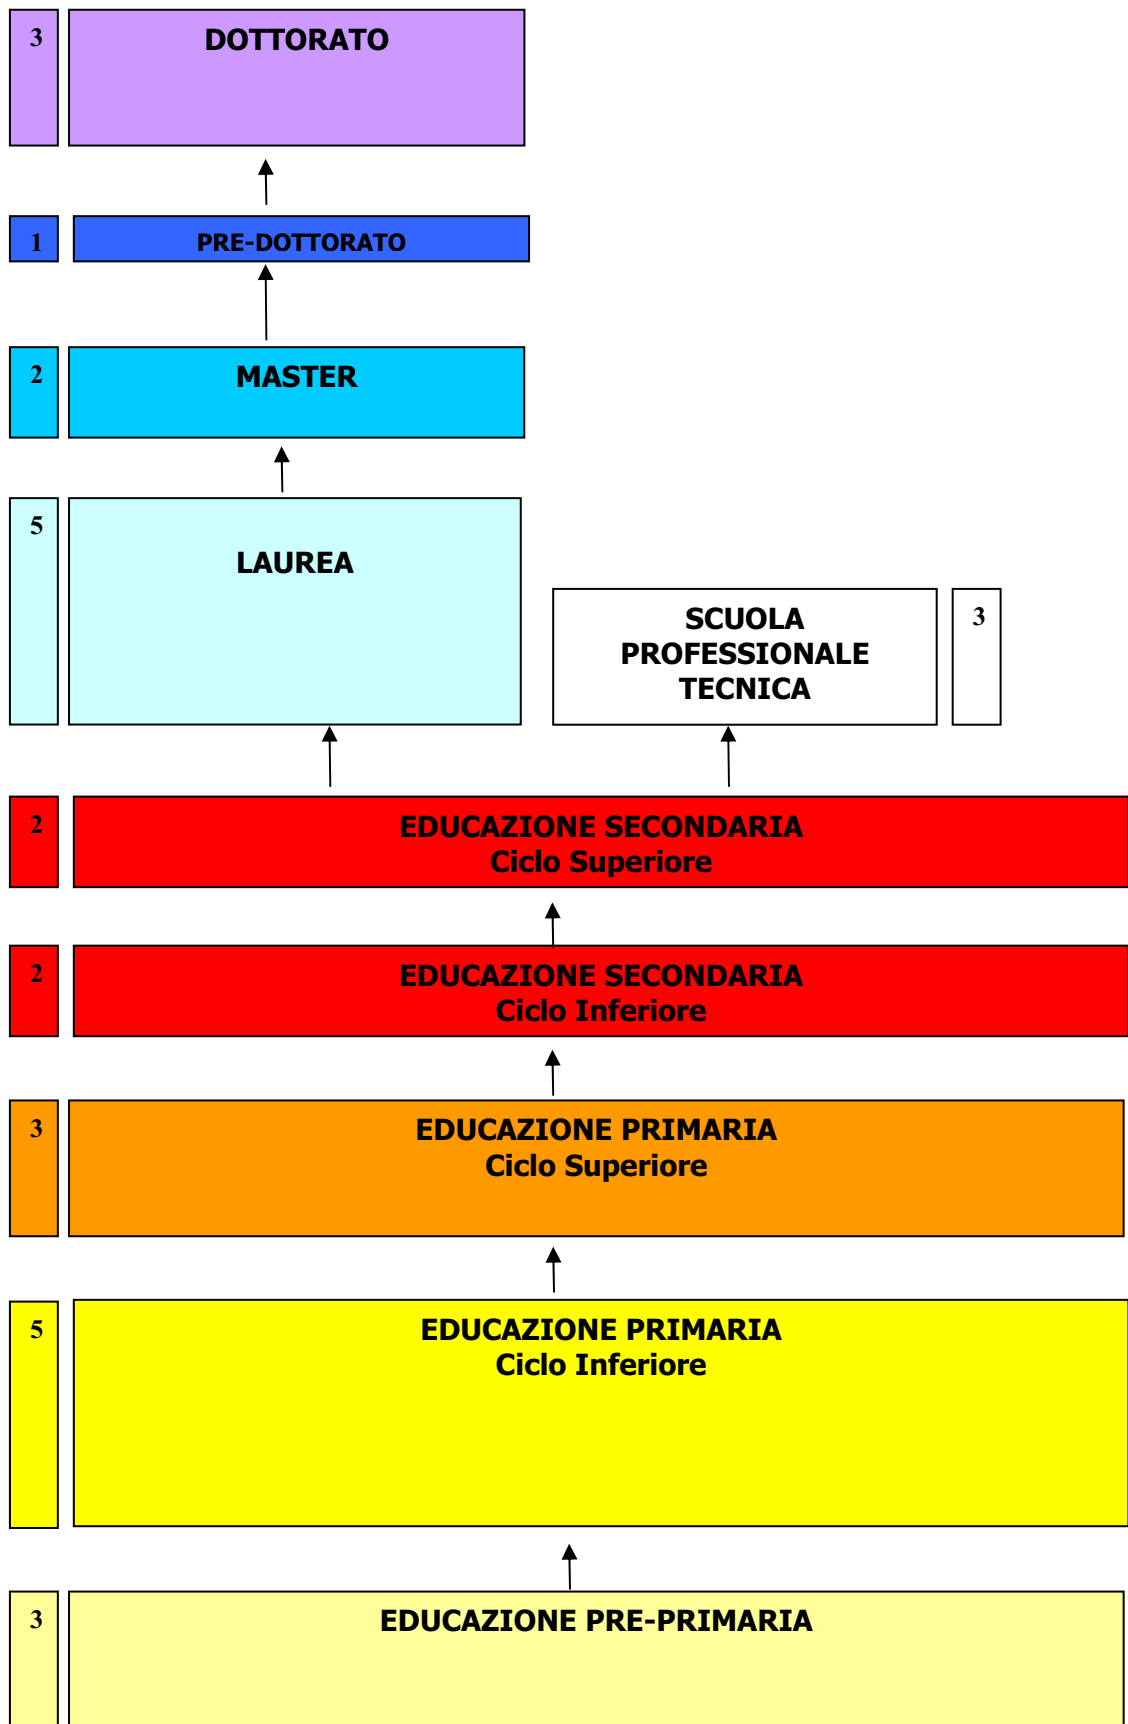 3
DOTTORATO
1
PRE-DOTTORATO
2
MASTER
5
LAUREA
SCUOLA
PROFESSIONALE
TECNICA
3
2
EDUCAZIONE SECONDARIA
Ciclo Superiore
2
EDUCAZIONE SECONDARIA
Ciclo Inferiore
3
EDUCAZIONE PRIMARIA
Ciclo Superiore
5
EDUCAZIONE PRIMARIA
Ciclo Inferiore
3
EDUCAZIONE PRE-PRIMARIA